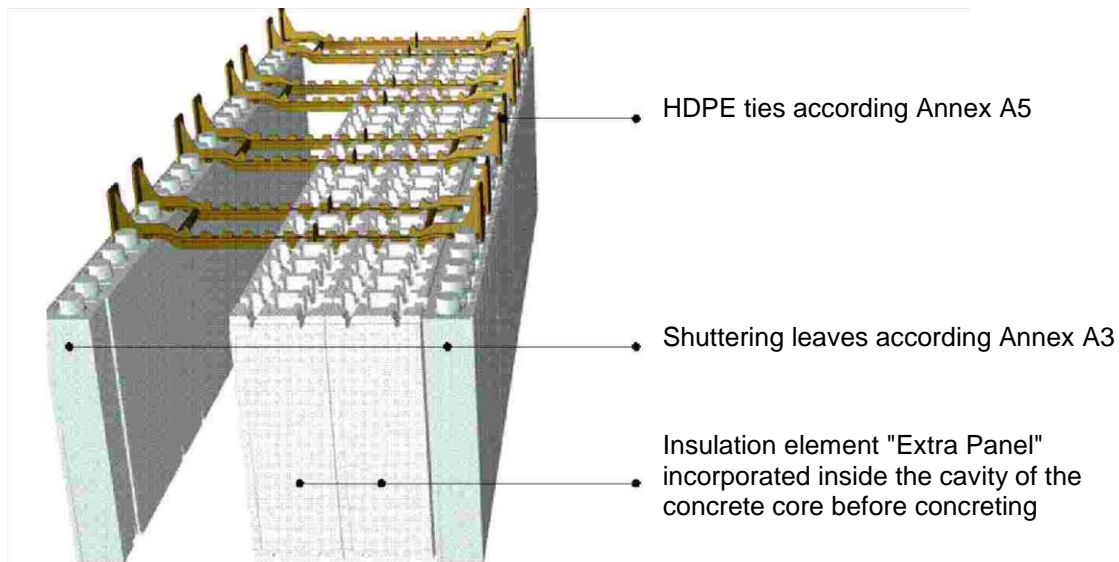 HDPE ties according Annex A5
Shuttering leaves according Annex A3
Insulation element "Extra Panel"
incorporated inside the cavity of the
concrete core before concreting